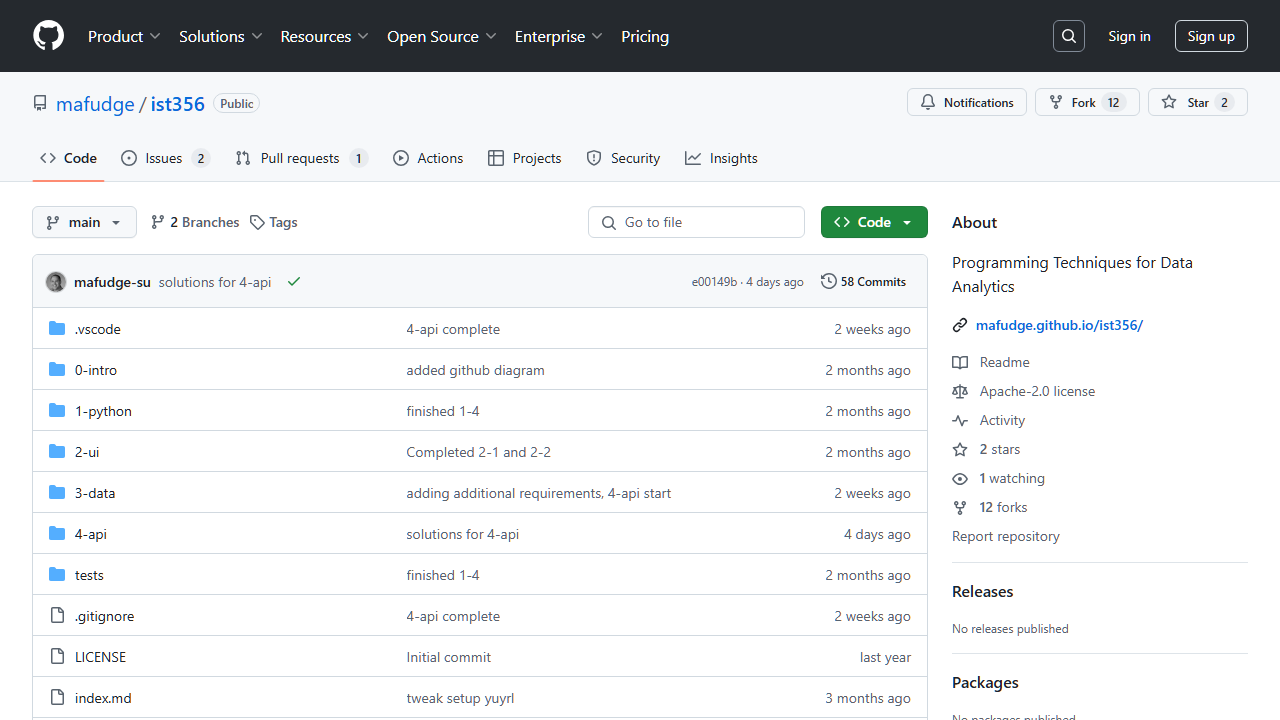 Product Solutions Resources Open Source Enterprise Pricing Sign in Sign up
mafudge / ist356 Public Notifications Fork 12 Star 2
Code Issues 2 Pull requests 1 Actions Projects Security Insights
main 2 Branches Tags Go to file Code
mafudge-su solutions for 4-api e00149b · 4 days ago 58 Commits
.vscode 4-api complete 2 weeks ago
0-intro added github diagram 2 months ago
1-python finished 1-4 2 months ago
2-ui Completed 2-1 and 2-2 2 months ago
3-data adding additional requirements, 4-api start 2 weeks ago
4-api solutions for 4-api 4 days ago
tests finished 1-4 2 months ago
.gitignore 4-api complete 2 weeks ago
LICENSE Initial commit last year
index.md tweak setup yuyrl 3 months ago
About
Programming Techniques for Data
Analytics
mafudge.github.io/ist356/
Readme
Apache-2.0 license
Activity
2 stars
1 watching
12 forks
Report repository
Releases
No releases published
Packages
No packages published